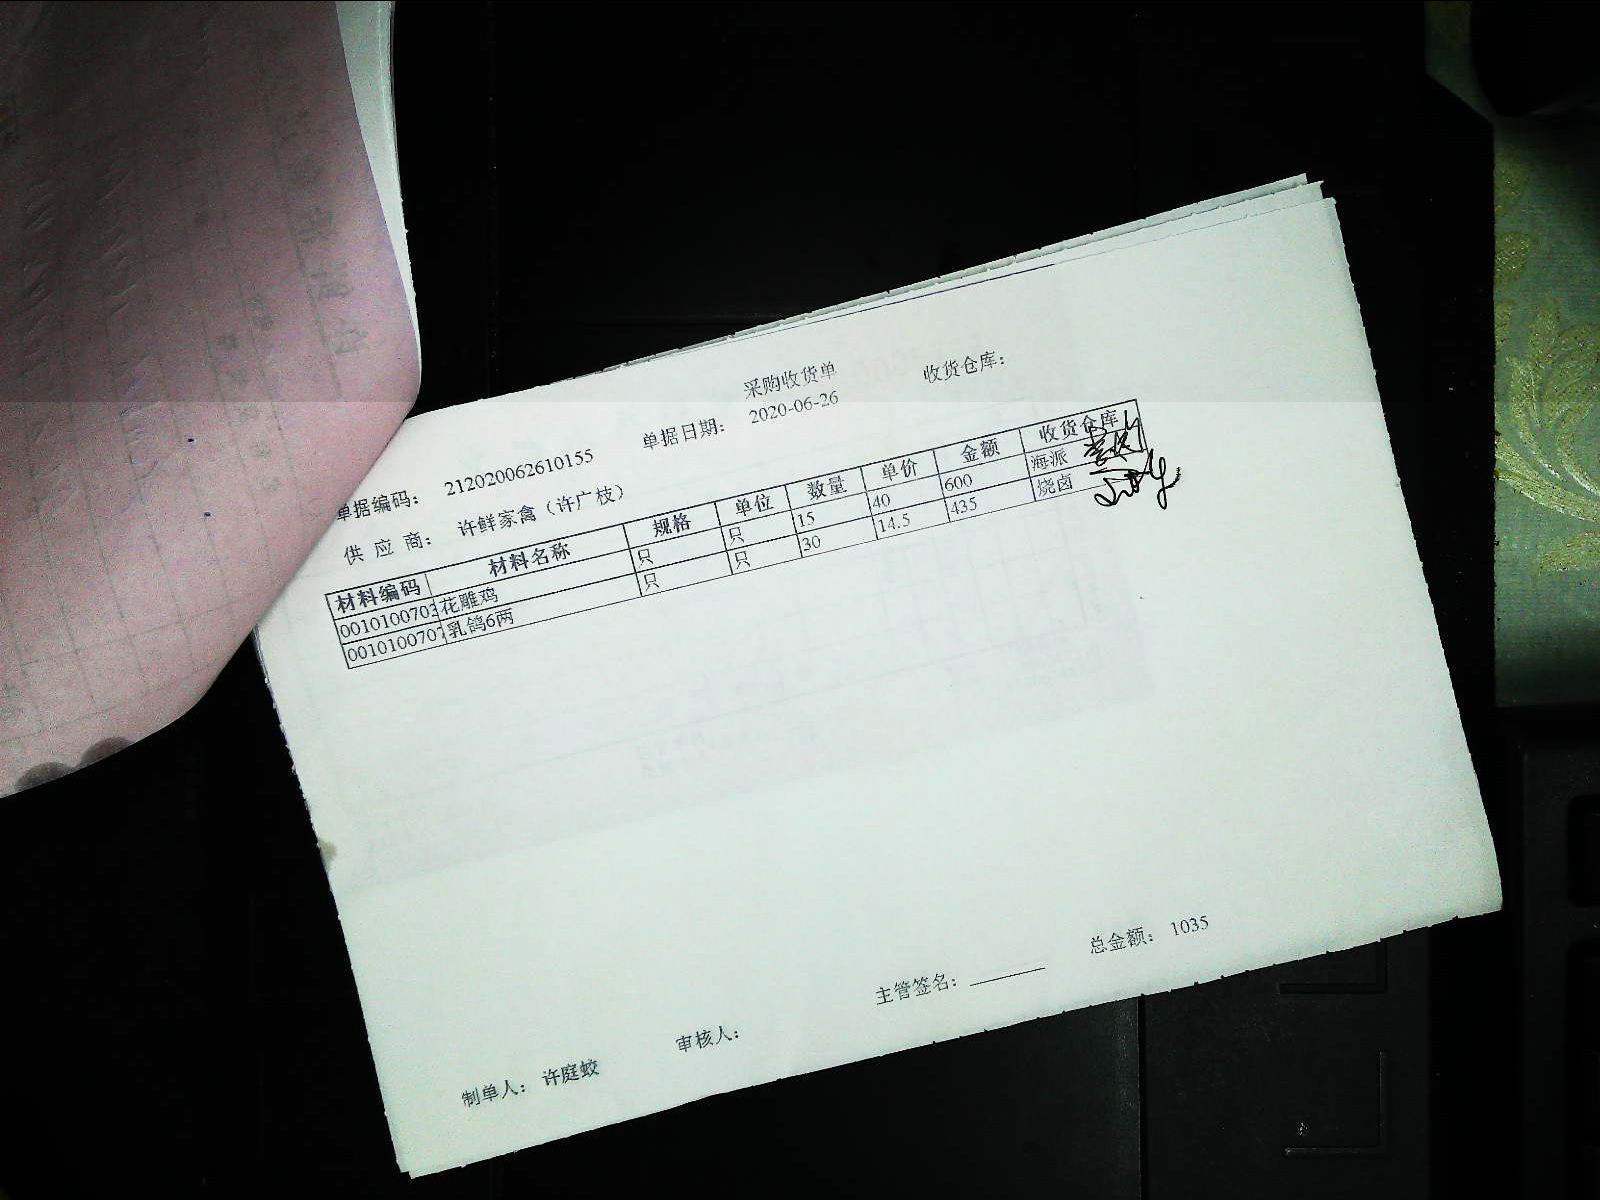 采购收货单
单据编码： 212020062610155 单据日期： 2020-06-26 收货仓库：
供 应 商： 许鲜家禽（许广枝）
材料编码 材料名称 规格 单位 数量 单价 金额 收货仓库
0010100703 花雕鸡 只 只 15 40 600 海派
0010100707 乳鸽6两 只 只 30 14.5 435 烧卤
总金额： 1035
制单人： 许庭蛟 审核人： 主管签名：